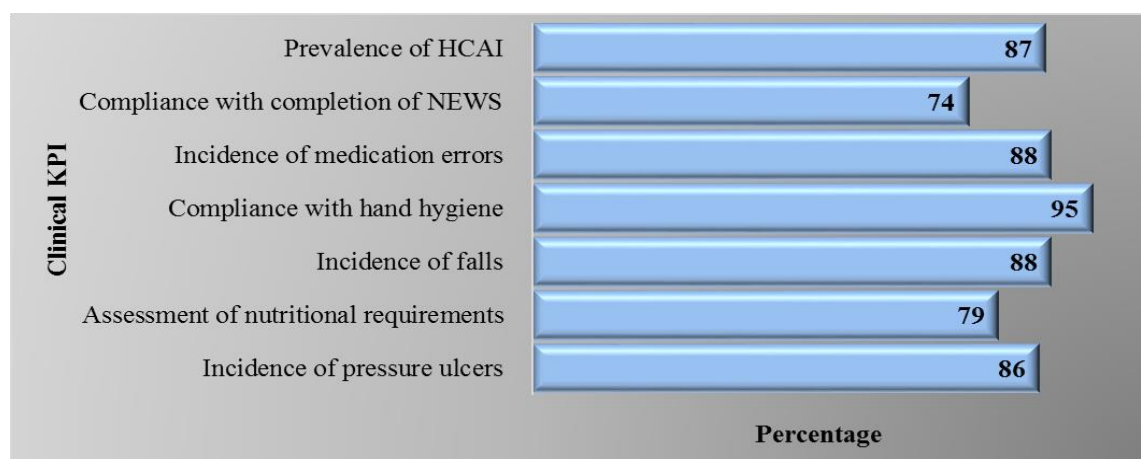 Clinical KPI
Prevalence of HCAI 87
Compliance with completion of NEWS 74
Incidence of medication errors 88
Compliance with hand hygiene 95
Incidence of falls 88
Assessment of nutritional requirements 79
Incidence of pressure ulcers 86
Percentage